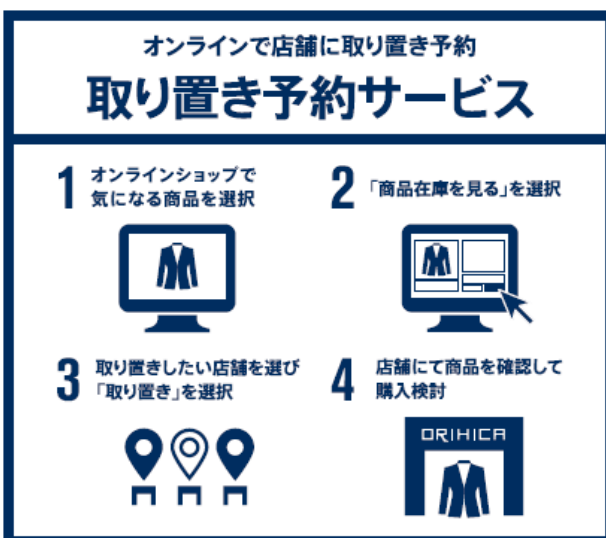 オンラインで店舗に取り置き予約
取り置き予約サービス
1 オンラインショップで
気になる商品を選択
2 「商品在庫を見る」を選択
3 取り置きしたい店舗を選び
「取り置き」を選択
4 店舗にて商品を確認して
購入検討
ORIHICA